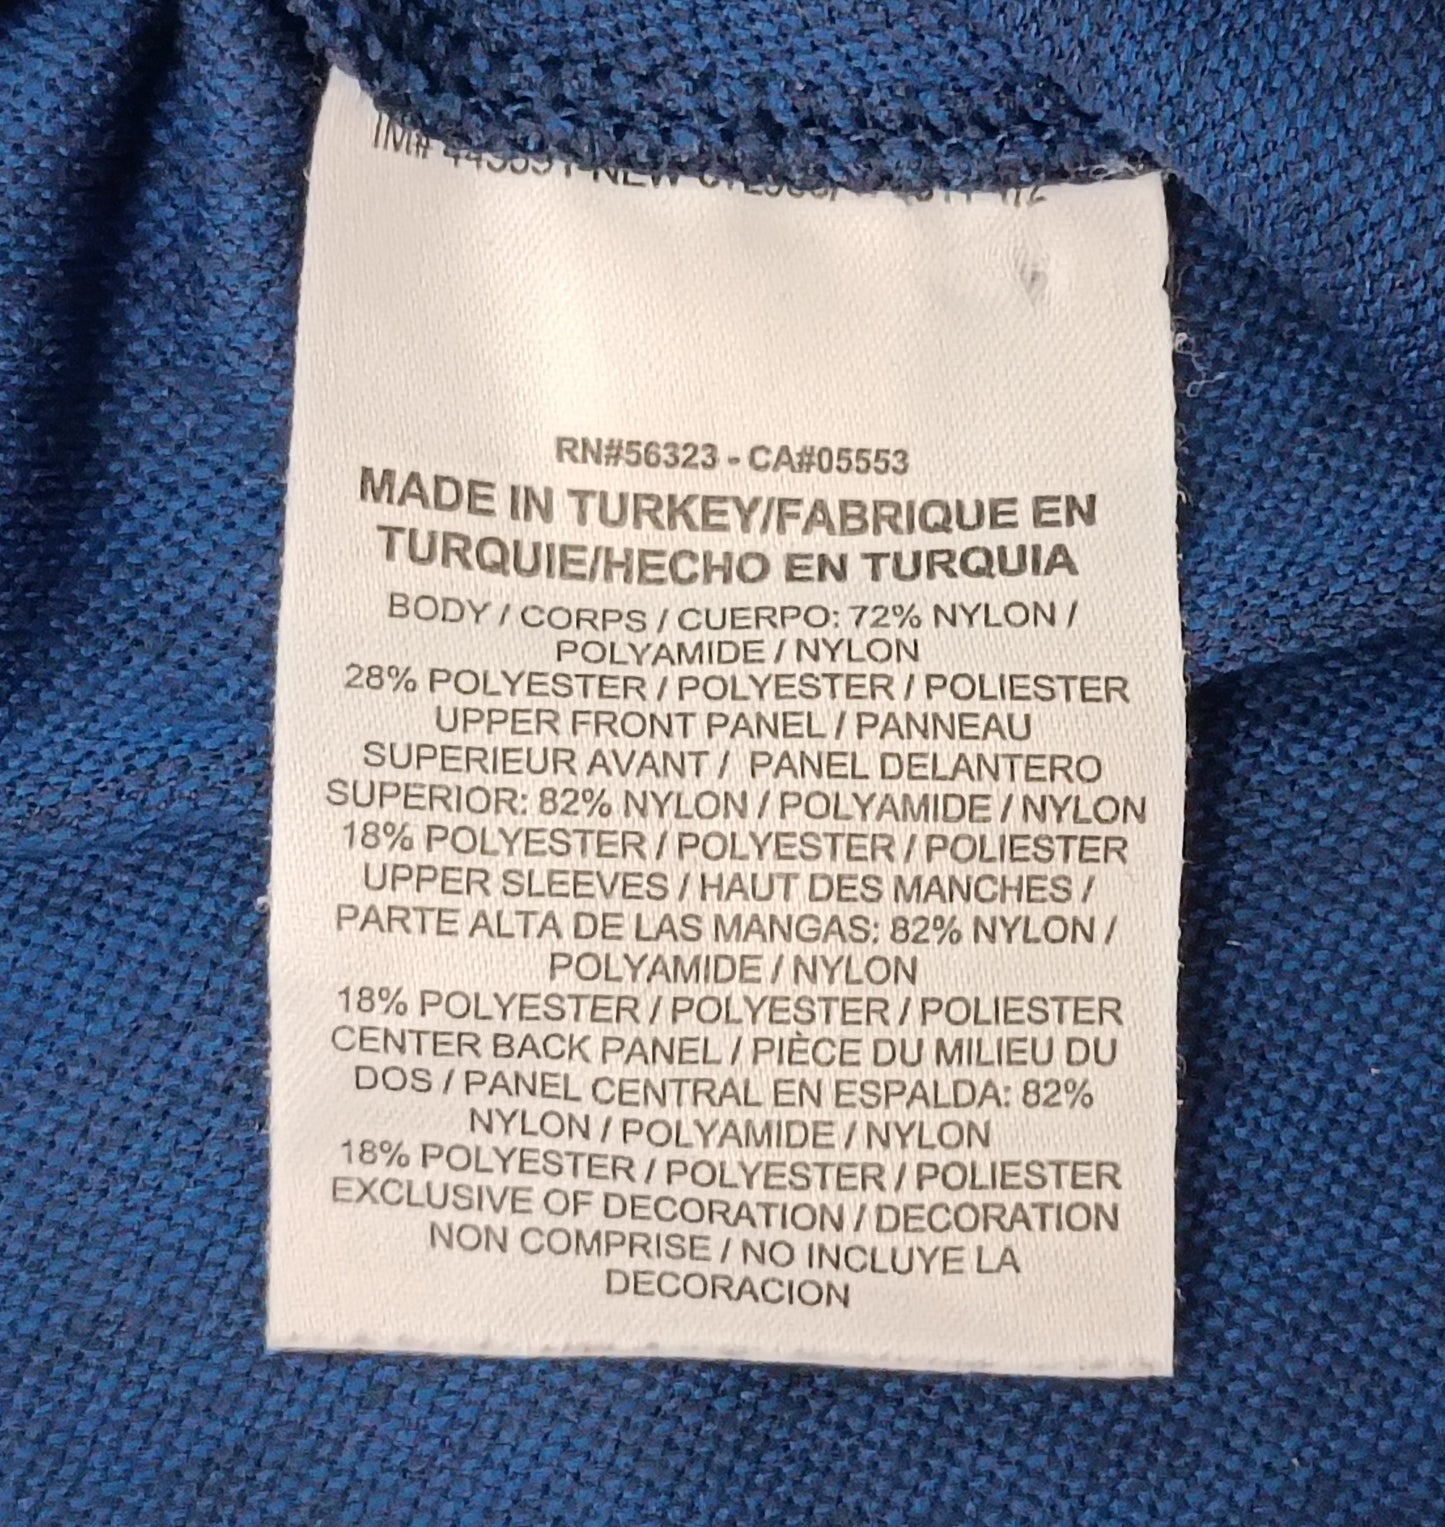 IM#
RN#56323 - CA#05553
MADE IN TURKEY/FABRIQUE EN
TURQUIE/HECHO EN TURQUIA
BODY / CORPS / CUERPO: 72% NYLON /
POLYAMIDE / NYLON
28% POLYESTER / POLYESTER / POLIESTER
UPPER FRONT PANEL / PANNEAU
SUPERIEUR AVANT / PANEL DELANTERO
SUPERIOR: 82% NYLON / POLYAMIDE / NYLON
18% POLYESTER / POLYESTER / POLIESTER
UPPER SLEEVES / HAUT DES MANCHES /
PARTE ALTA DE LAS MANGAS: 82% NYLON /
POLYAMIDE / NYLON
18% POLYESTER / POLYESTER / POLIESTER
CENTER BACK PANEL / PIÈCE DU MILIEU DU
DOS / PANEL CENTRAL EN ESPALDA: 82%
NYLON / POLYAMIDE / NYLON
18% POLYESTER / POLYESTER / POLIESTER
EXCLUSIVE OF DECORATION / DECORATION
NON COMPRISE / NO INCLUYE LA
DECORACION